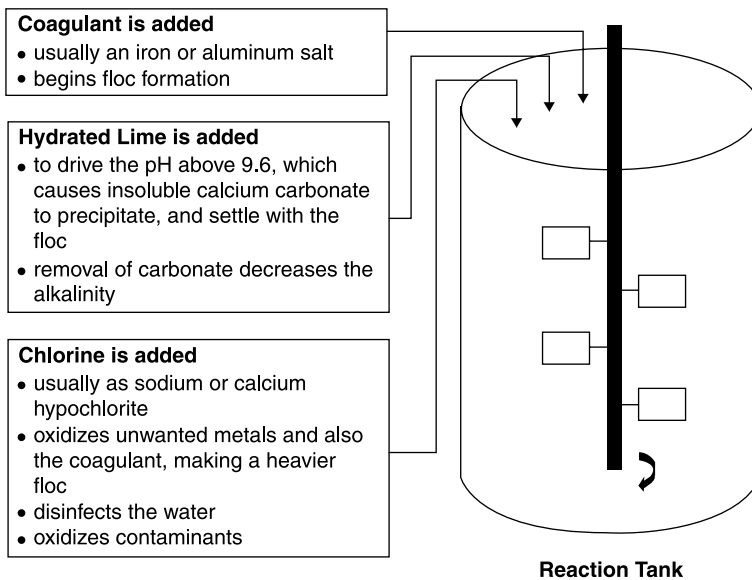 Coagulant is added
• usually an iron or aluminum salt
• begins floc formation
Hydrated Lime is added
• to drive the pH above 9.6, which
causes insoluble calcium carbonate
to precipitate, and settle with the
floc
• removal of carbonate decreases the
alkalinity
Chlorine is added
• usually as sodium or calcium
hypochlorite
• oxidizes unwanted metals and also
the coagulant, making a heavier
floc
• disinfects the water
• oxidizes contaminants
Reaction Tank